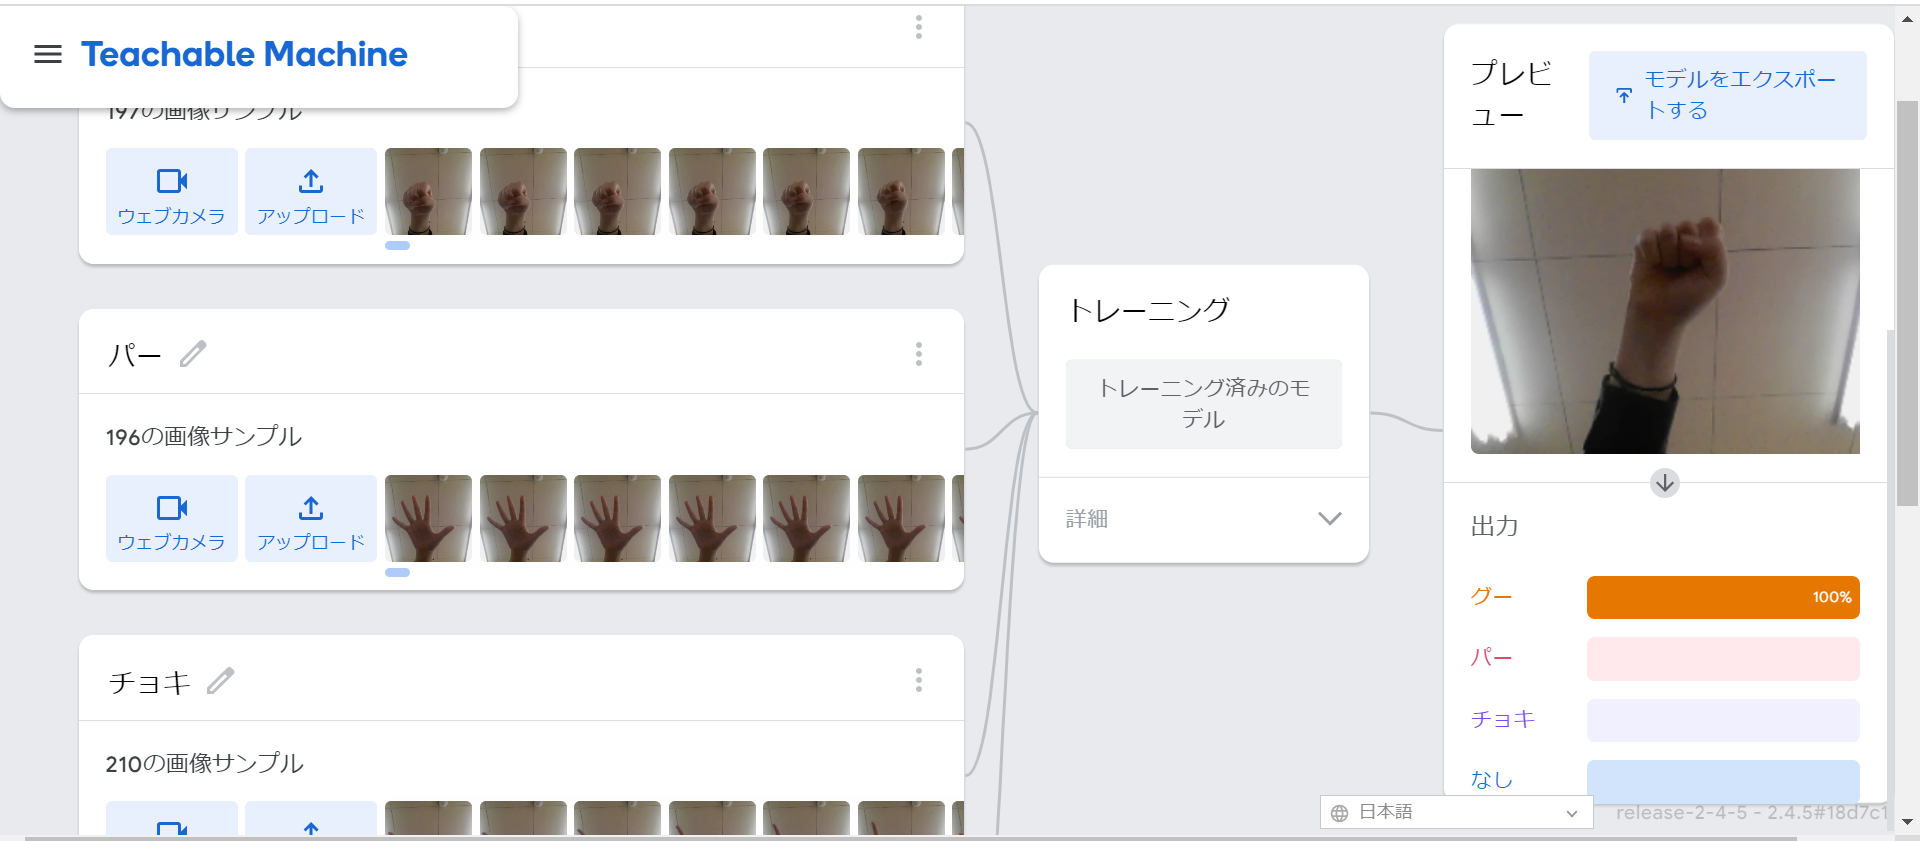 Teachable Machine
197の画像サンプル
ウェブカメラ
アップロード
パー
196の画像サンプル
ウェブカメラ
アップロード
チョキ
210の画像サンプル
トレーニング
トレーニング済みのモ
デル
詳細
プレビ
ュー
モデルをエクスポー
トする
出力
グー
100%
パー
チョキ
なし
日本語
release-2-4-5 - 2.4.5#18d7c1